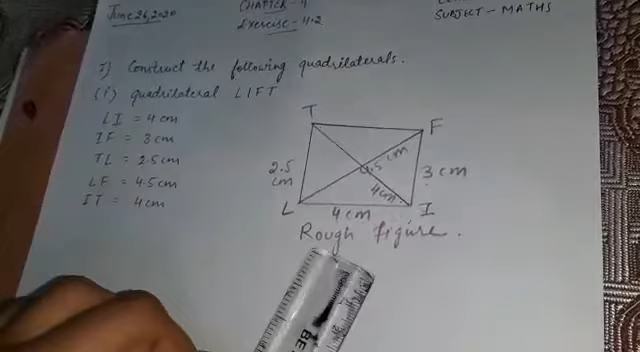 June 26, 2020
CHAPTER - 4
Exercise - 4.2
SUBJECT - MATHS
1) Construct the following quadrilaterals.
(i) quadrilateral LIFT
LI = 4 cm
IF = 3 cm
TL = 2.5 cm
LF = 4.5 cm
IT = 4 cm
T
F
4.5 cm
2.5 cm
3 cm
4 cm
L
4 cm
I
Rough figure.